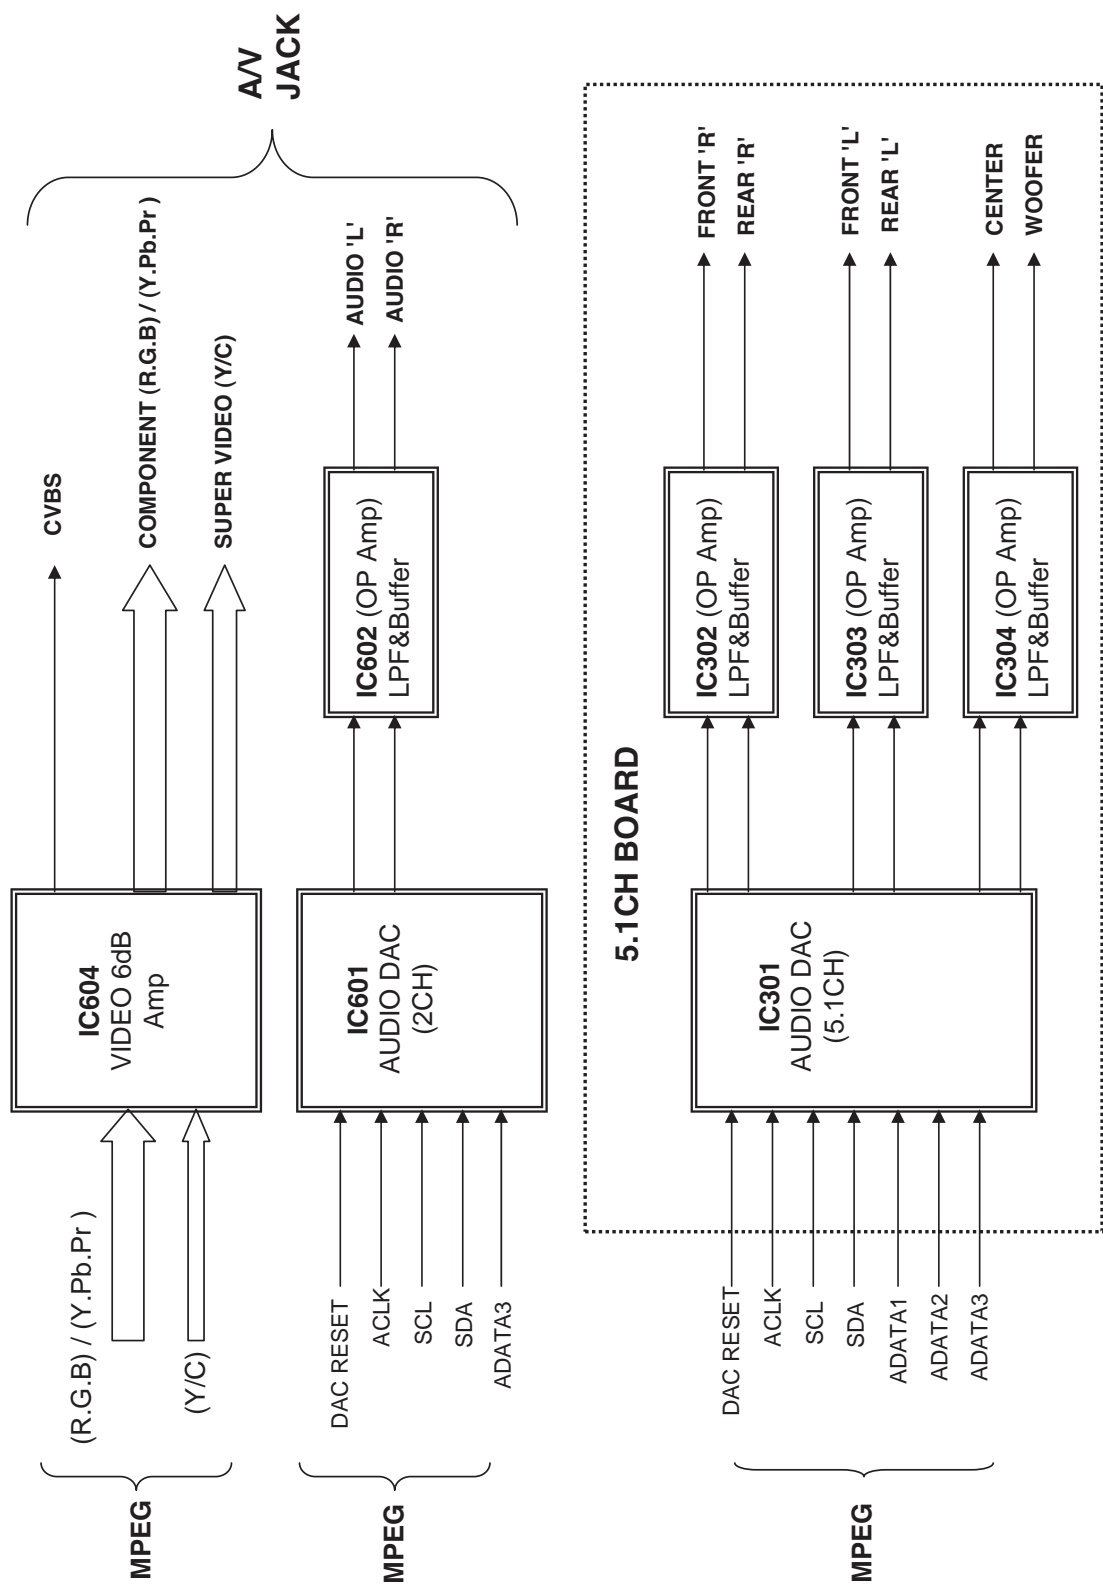 MPEG
(R.G.B) / (Y.Pb.Pr )
(Y/C)
IC604
VIDEO 6dB
Amp
CVBS
COMPONENT (R.G.B) / (Y.Pb.Pr )
SUPER VIDEO (Y/C)
A/V
JACK
MPEG
DAC RESET
ACLK
SCL
SDA
ADATA3
IC601
AUDIO DAC
(2CH)
IC602 (OP Amp)
LPF&Buffer
AUDIO 'L'
AUDIO 'R'
5.1CH BOARD
MPEG
DAC RESET
ACLK
SCL
SDA
ADATA1
ADATA2
ADATA3
IC301
AUDIO DAC
(5.1CH)
IC302 (OP Amp)
LPF&Buffer
FRONT 'R'
REAR 'R'
IC303 (OP Amp)
LPF&Buffer
FRONT 'L'
REAR 'L'
IC304 (OP Amp)
LPF&Buffer
CENTER
WOOFER